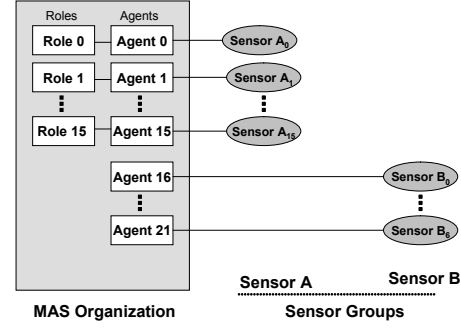 Roles Agents
Role 0 Agent 0 Sensor A0
Role 1 Agent 1 Sensor A1
Role 15 Agent 15 Sensor A15
Agent 16 Sensor B0
Agent 21 Sensor B6
Sensor A Sensor B
MAS Organization Sensor Groups